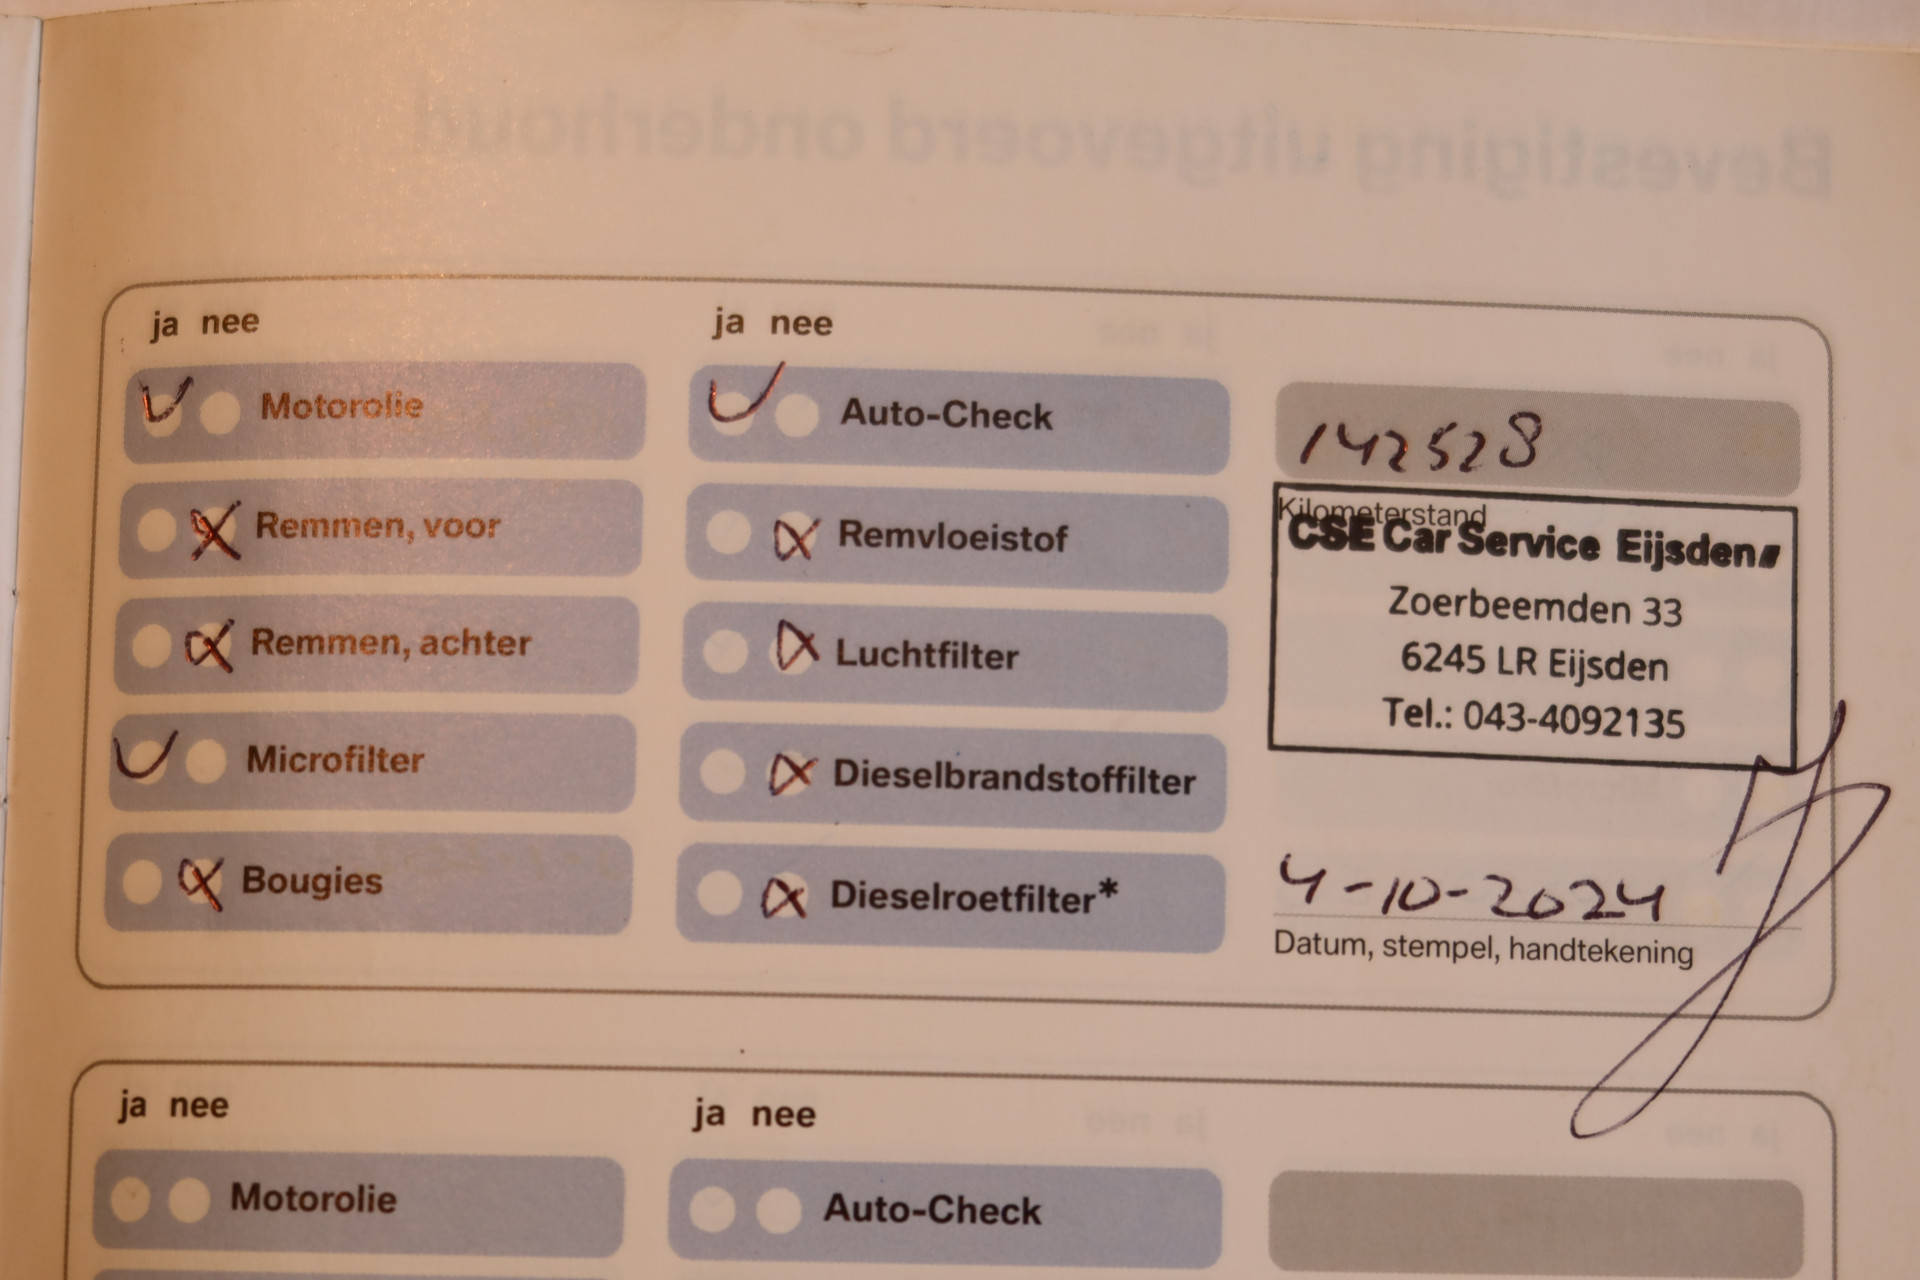 Bevestiging uitgevoerd onderhoud
ja nee
Motorolie
Remmen, voor
Remmen, achter
Microfilter
Bougies
ja nee
Auto-Check
Remvloeistof
Luchtfilter
Dieselbrandstoffilter
Dieselroetfilter*
142528
Kilometerstand
CSE Car Service Eijsden
Zoerbeemden 33
6245 LR Eijsden
Tel.: 043-4092135
4-10-2024
Datum, stempel, handtekening
ja nee
Motorolie
ja nee
Auto-Check